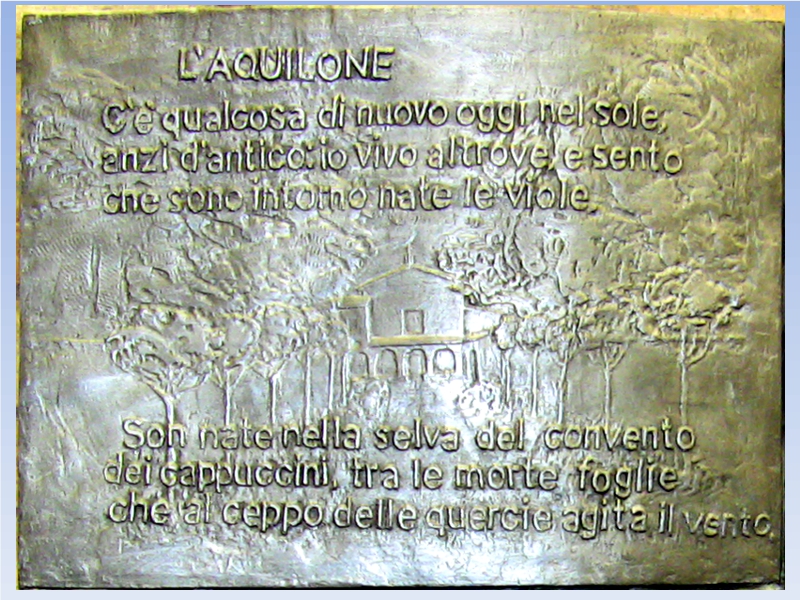 L'AQUILONE
C'è qualcosa di nuovo oggi nel sole,
anzi d'antico: io vivo altrove, e sento
che sono intorno nate le viole.
Son nate nella selva del convento
dei cappuccini, tra le morte foglie
che al ceppo delle quercie agita il vento.